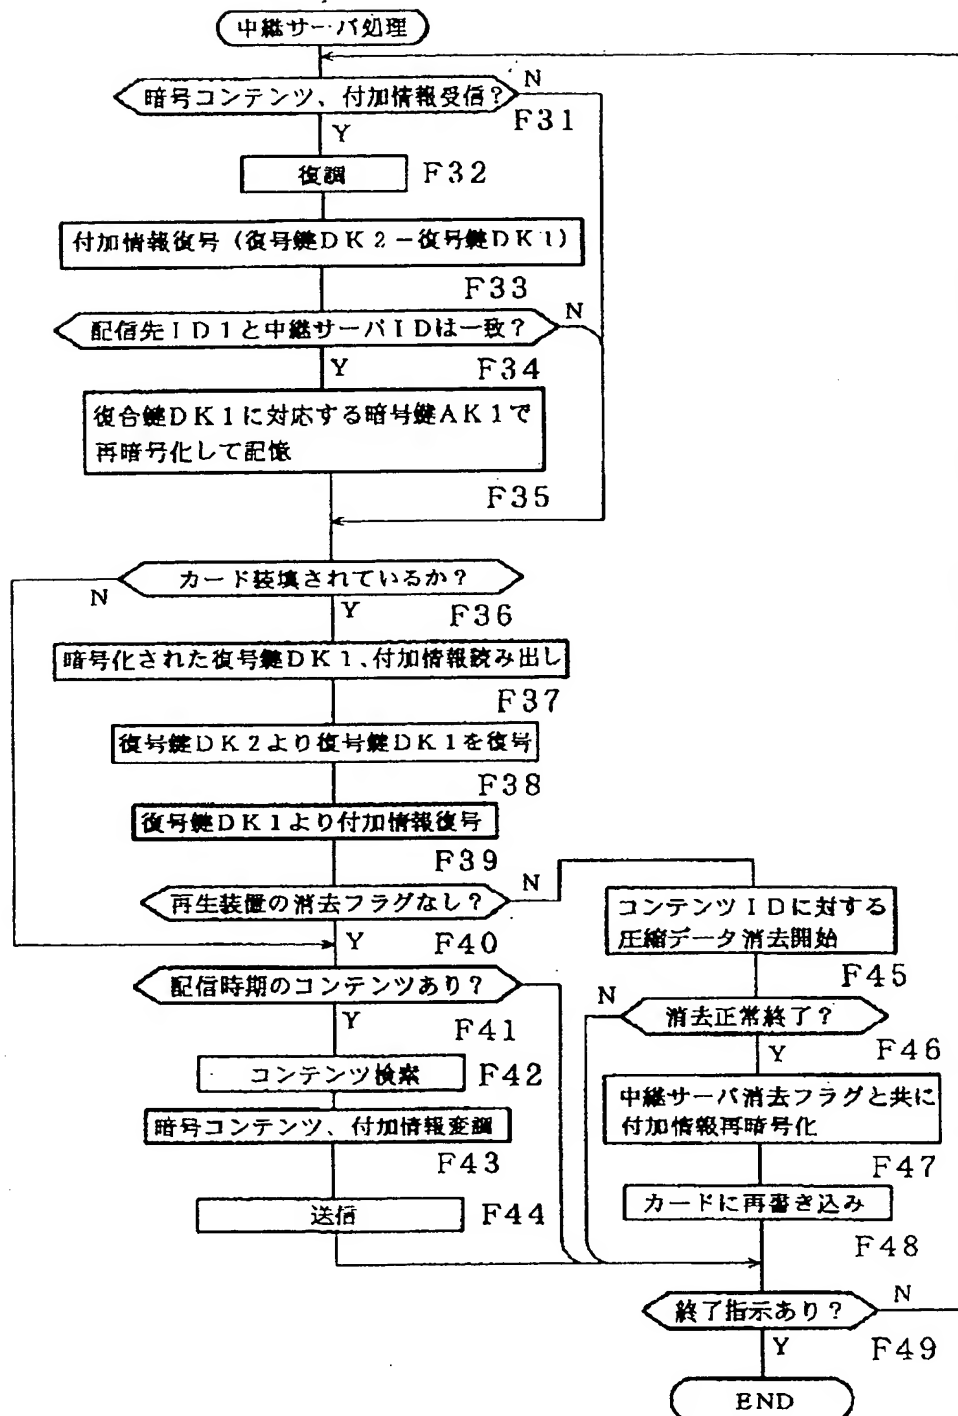 中継サーバ処理
N
暗号コンテンツ、付加情報受信?
F31
Y
復調
F32
付加情報復号(復号鍵DK2-復号鍵DK1)
F33
N
配信先ID1と中継サーバIDは一致?
Y
F34
復合鍵DK1に対応する暗号鍵AK1で
再暗号化して記憶
F35
カード装填されているか?
N
Y
F36
暗号化された復号鍵DK1、付加情報読み出し
F37
復号鍵DK2より復号鍵DK1を復号
F38
復号鍵DK1より付加情報復号
F39
N
再生装置の消去フラグなし?
Y
F40
配信時期のコンテンツあり?
Y
F41
コンテンツ検索
F42
暗号コンテンツ、付加情報変調
F43
送信
F44
コンテンツIDに対する
圧縮データ消去開始
F45
N
消去正常終了?
Y
F46
中継サーバ消去フラグと共に
付加情報再暗号化
F47
カードに再書き込み
F48
終了指示あり?
N
Y
F49
END